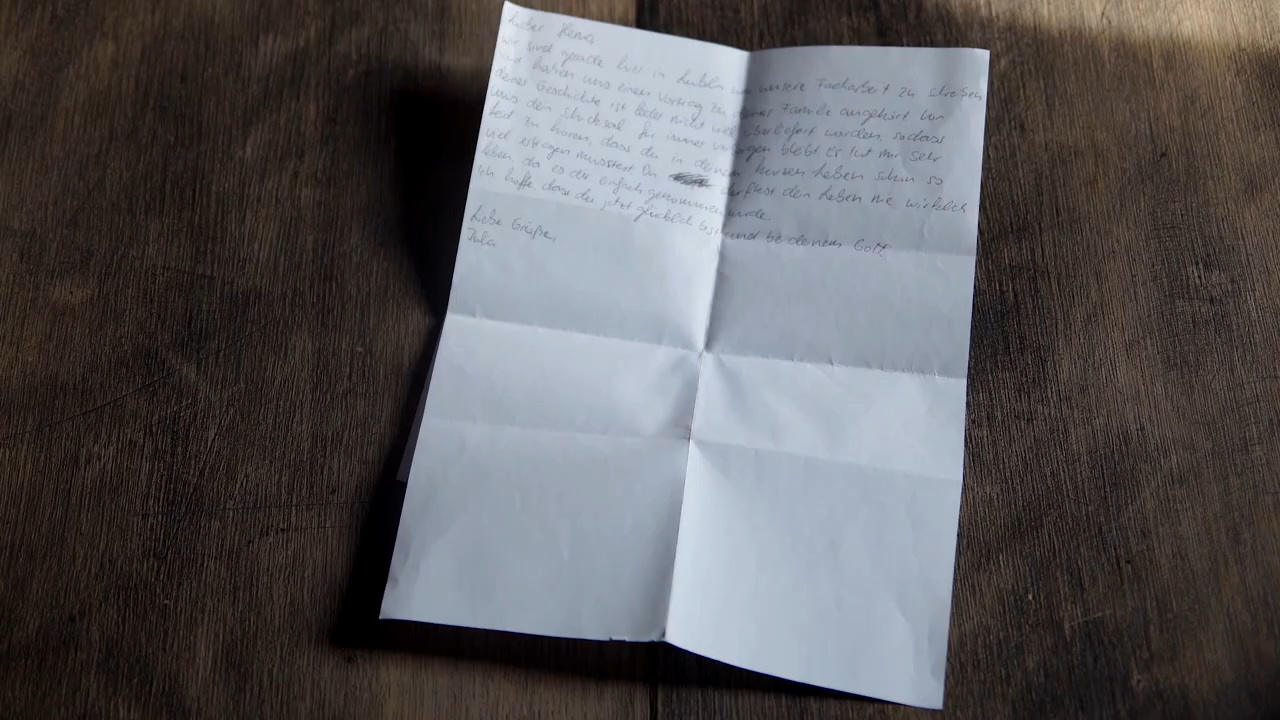 Lieber Henio,
wir sind gerade hier in Lublin um unsere Facharbeit zu schreiben
und haben uns einen Vortrag zu deiner Familie angehört. Von
deiner Geschichte ist leider nicht viel überliefert worden, sodass
uns dein Schicksal für immer verborgen bleibt. Es tut mir sehr
leid zu hören, dass du in deinem kurzen Leben schon so
viel ertragen musstest. Du durftest den Leben nie wirklich
leben, da es dir einfach genommen wurde.
Ich hoffe, dass du jetzt glücklich bist und bei deinem Gott.
Liebe Grüße,
Jula